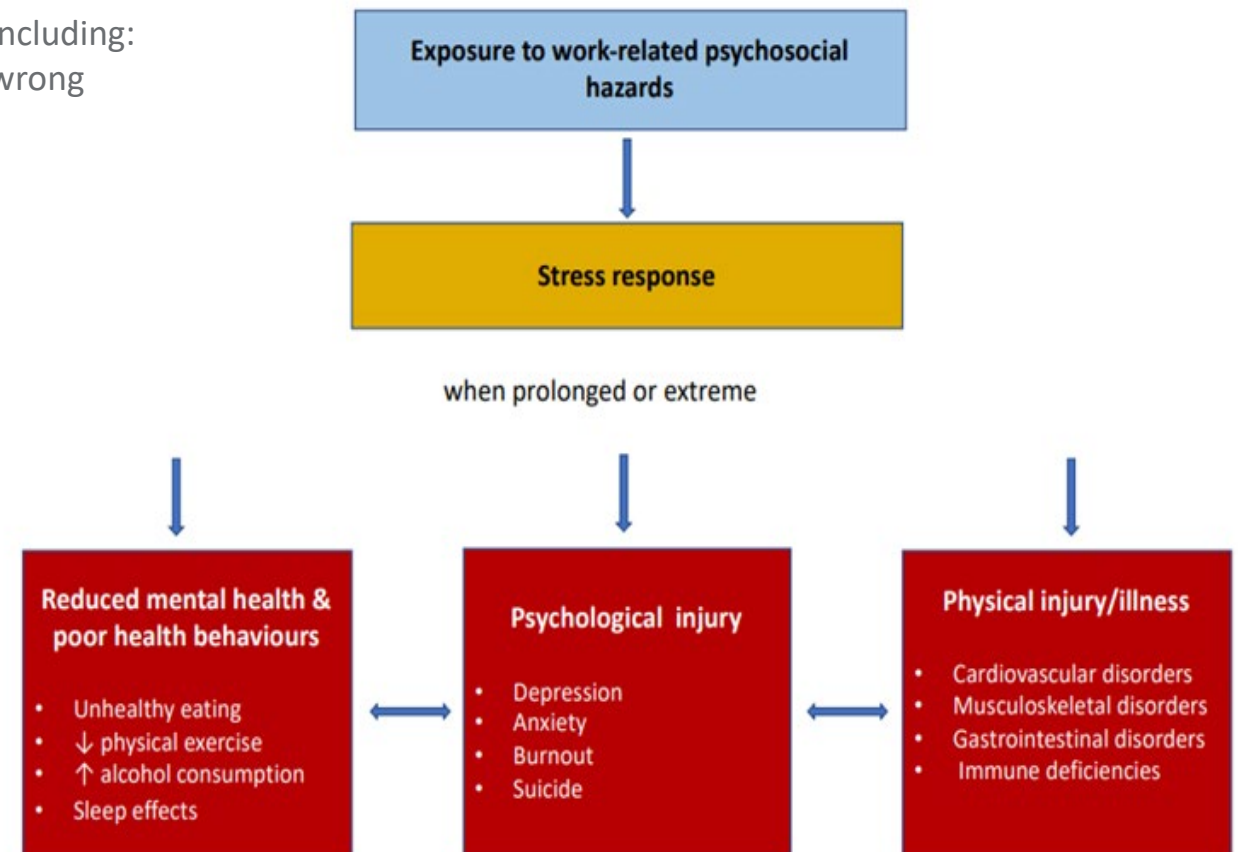 ncluding:
wrong
Exposure to work-related psychosocial
hazards
Stress response
when prolonged or extreme
Reduced mental health &
poor health behaviours
• Unhealthy eating
• ↓ physical exercise
• ↑ alcohol consumption
• Sleep effects
Psychological injury
• Depression
• Anxiety
• Burnout
• Suicide
Physical injury/illness
• Cardiovascular disorders
• Musculoskeletal disorders
• Gastrointestinal disorders
• Immune deficiencies